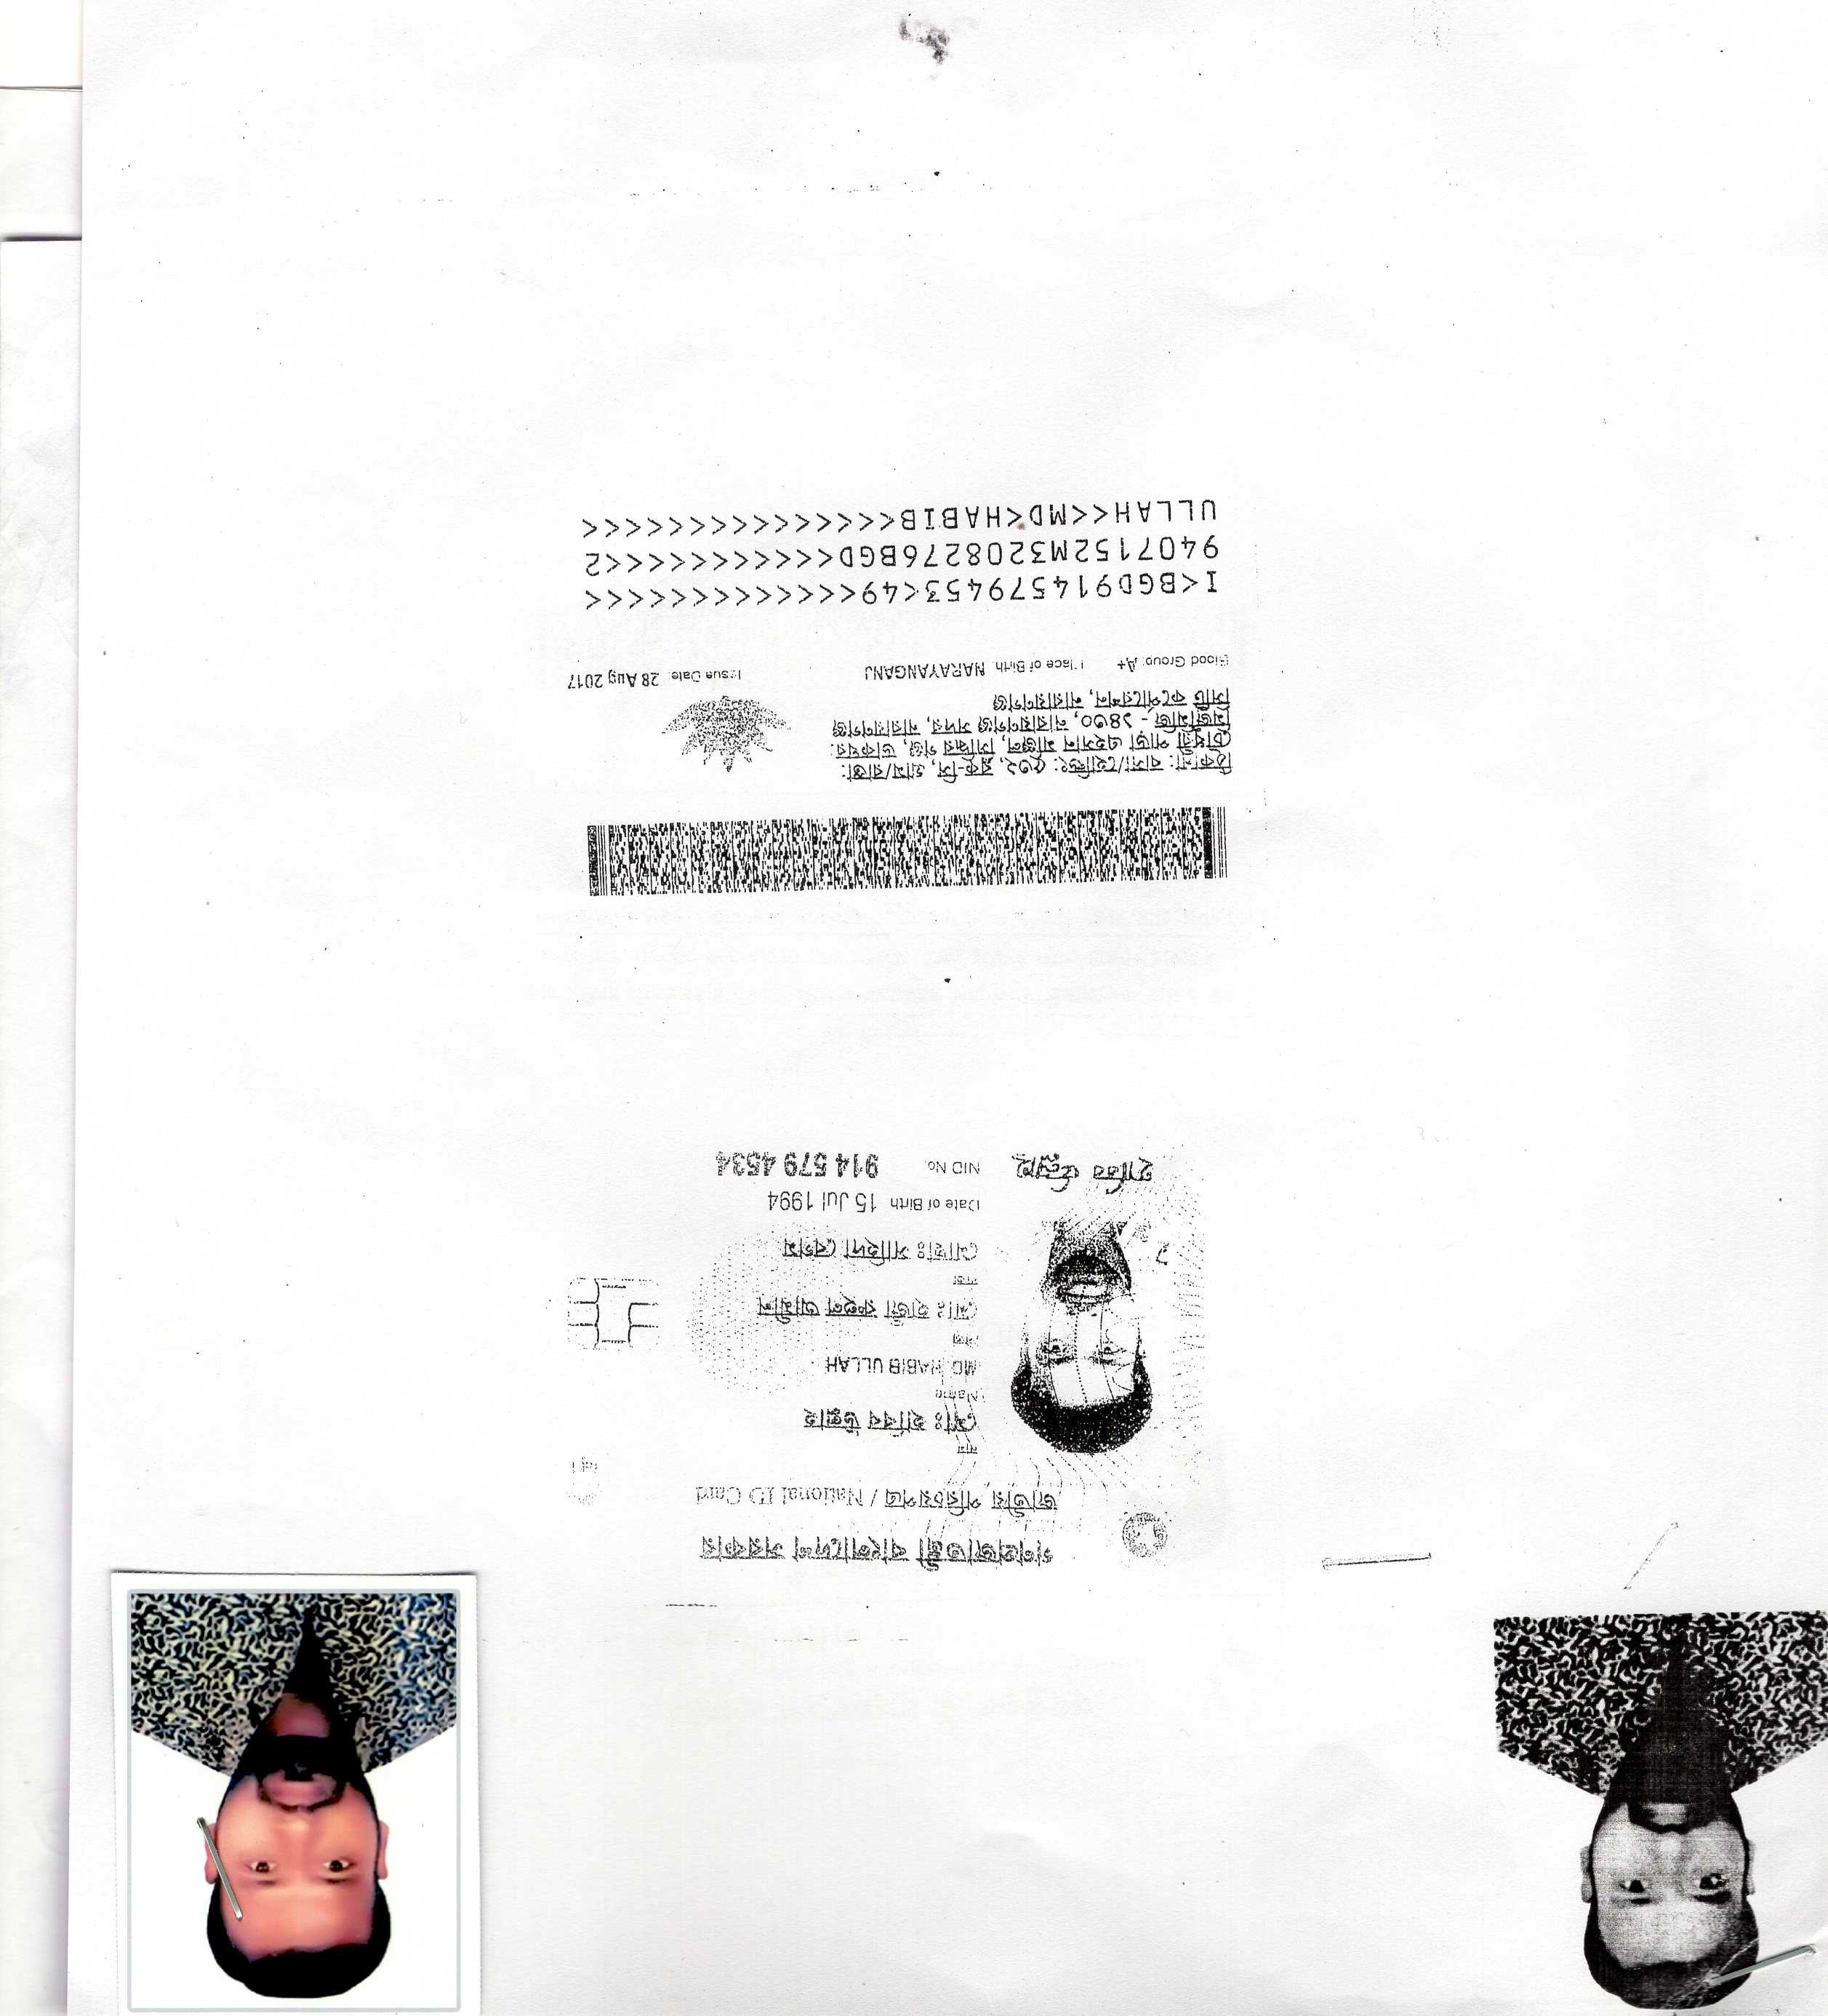 গণপ্রজাতন্ত্রী বাংলাদেশ সরকার
জাতীয় পরিচয়পত্র / National ID Card
নাম
মোঃ হাবিব উল্লাহ
Name
MD. HABIB ULLAH
পিতা
মোঃ হাজী রুহুল আমীন
মাতা
মোছাঃ সাহিদা বেগম
Date of Birth 15 Jul 1994
হাবিব উল্লাহ
NID No. 914 579 4534
ঠিকানা: বাসা/হোল্ডিং: ৫৩২, ব্লক-সি, গ্রাম/রাস্তা:
চৌধুরী পাড়া এহসান মঞ্জিল, সিদ্ধির গঞ্জ, ডাকঘর:
মিজমিজি - ১৪৩০, নারায়ণগঞ্জ সদর, নারায়ণগঞ্জ
সিটি কর্পোরেশন, নারায়ণগঞ্জ
Blood Group: A+ Place of Birth: NARAYANGANJ Issue Date: 28 Aug 2017
I<BGD914579453<49<<<<<<<<<<<<<
9407152M3208276BGD<<<<<<<<<<<2
ULLAH<<MD<HABIB<<<<<<<<<<<<<<<